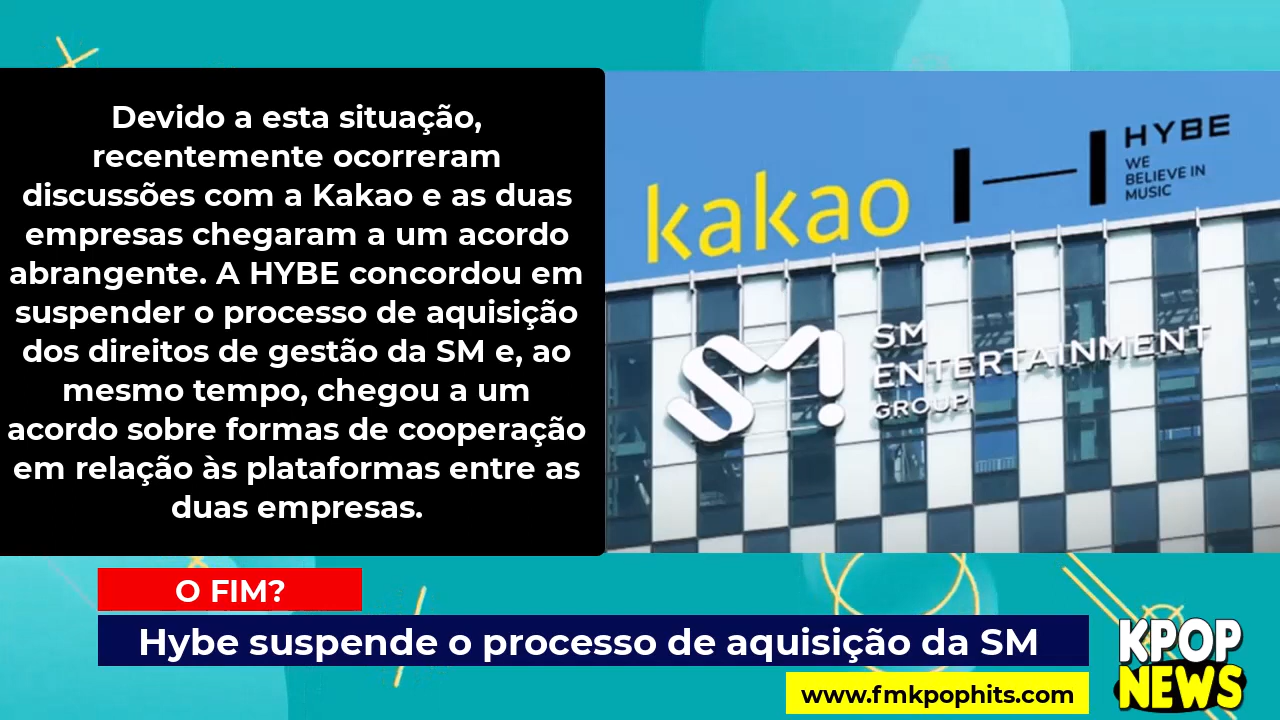 Devido a esta situação,
recentemente ocorreram
discussões com a Kakao e as duas
empresas chegaram a um acordo
abrangente. A HYBE concordou em
suspender o processo de aquisição
dos direitos de gestão da SM e, ao
mesmo tempo, chegou a um
acordo sobre formas de cooperação
em relação às plataformas entre as
duas empresas.
kakao
HYBE
WE
BELIEVE IN
MUSIC
SM
SM
ENTERTAINMENT
GROUP
O FIM?
Hybe suspende o processo de aquisição da SM
www.fmkpophits.com
KPOP
NEWS